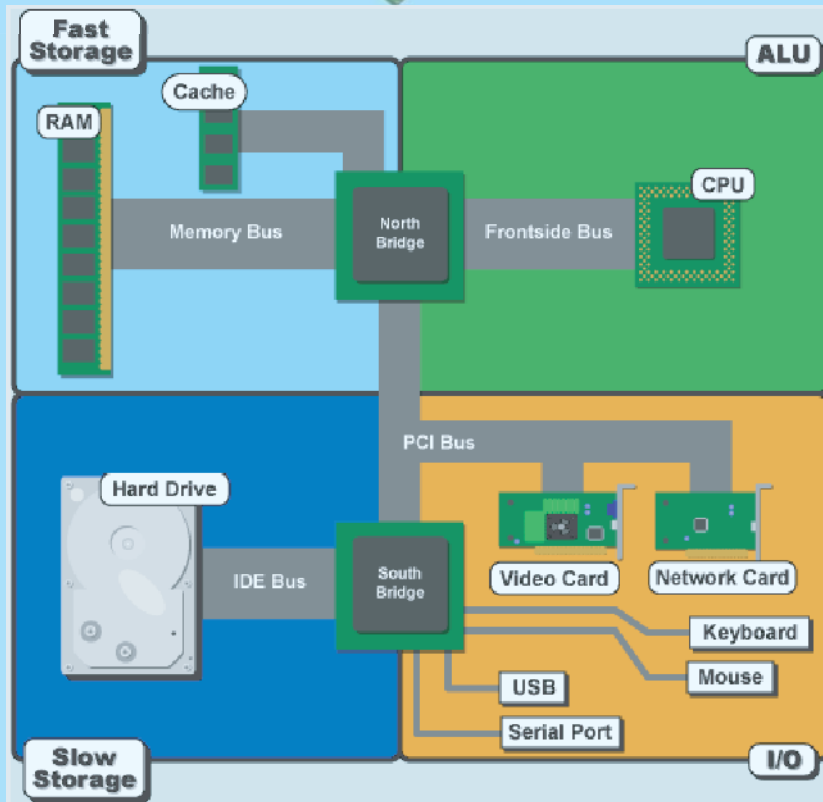 Fast
Storage
ALU
Cache
RAM
CPU
Memory Bus
North
Bridge
Frontside Bus
PCI Bus
Hard Drive
Video Card
Network Card
IDE Bus
South
Bridge
Keyboard
Mouse
USB
Serial Port
Slow
Storage
I/O